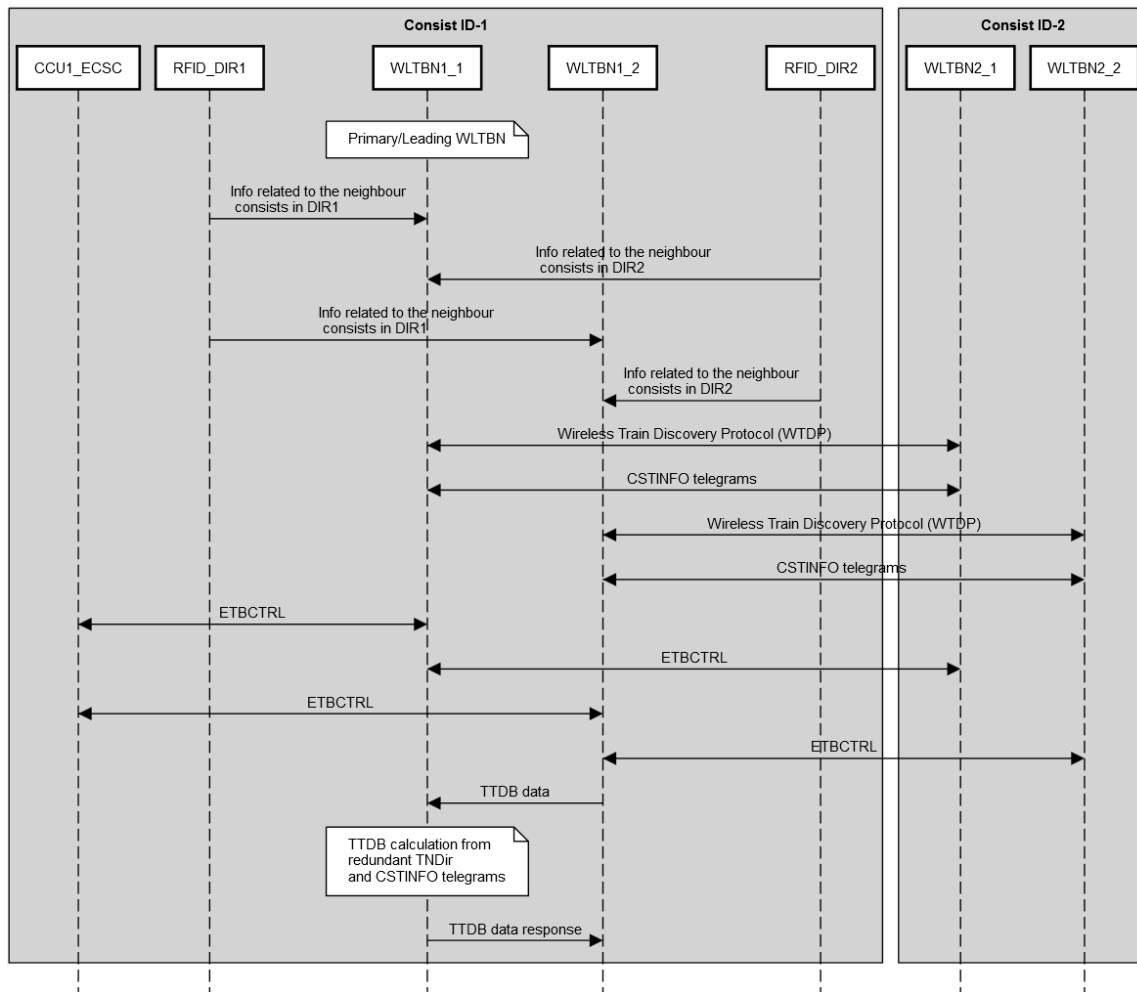 Consist ID-1
Consist ID-2
CCU1_ECSC
RFID_DIR1
WLTBN1_1
WLTBN1_2
RFID_DIR2
WLTBN2_1
WLTBN2_2
Primary/Leading WLTBN
Info related to the neighbour
consists in DIR1
Info related to the neighbour
consists in DIR2
Info related to the neighbour
consists in DIR1
Info related to the neighbour
consists in DIR2
Wireless Train Discovery Protocol (WTDP)
CSTINFO telegrams
Wireless Train Discovery Protocol (WTDP)
CSTINFO telegrams
ETBCTRL
ETBCTRL
ETBCTRL
ETBCTRL
TTDB data
TTDB calculation from
redundant TNDir
and CSTINFO telegrams
TTDB data response